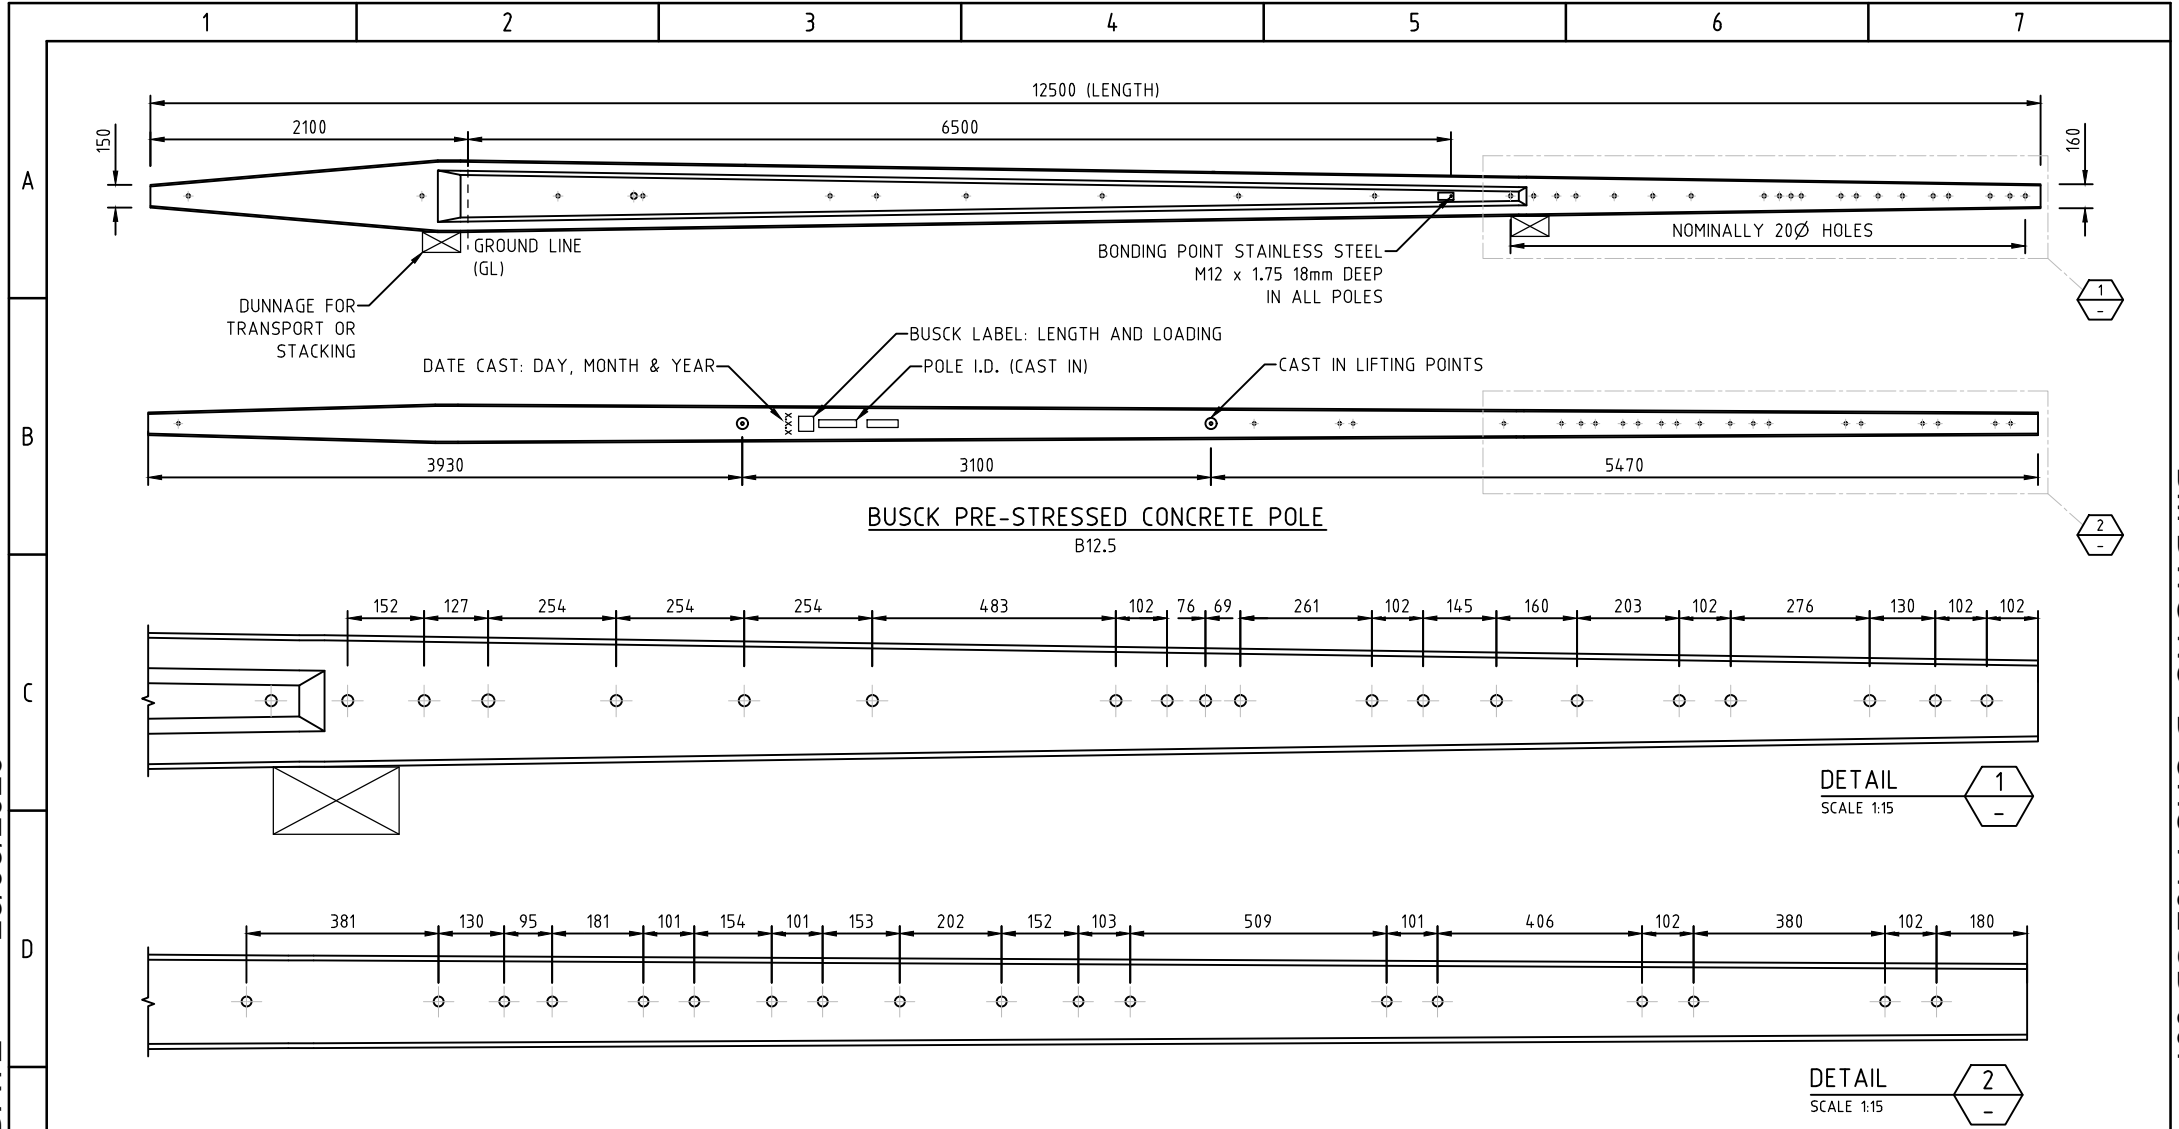 1 2 3 4 5 6 7
12500 (LENGTH)
2100 6500
150 160
A
NOMINALLY 20Ø HOLES
GROUND LINE
(GL)
BONDING POINT STAINLESS STEEL
M12 x 1.75 18mm DEEP
IN ALL POLES
1
-
DUNNAGE FOR
TRANSPORT OR
STACKING
BUSCK LABEL: LENGTH AND LOADING
DATE CAST: DAY, MONTH & YEAR
POLE I.D. (CAST IN)
CAST IN LIFTING POINTS
B
3930 3100 5470
BUSCK PRE-STRESSED CONCRETE POLE
B12.5
2
-
152 127 254 254 254 483 102 76 69 261 102 145 160 203 102 276 130 102 102
C
DETAIL 1
SCALE 1:15 -
381 130 95 181 101 154 101 153 202 152 103 509 101 406 102 380 102 180
D
DETAIL 2
SCALE 1:15 -